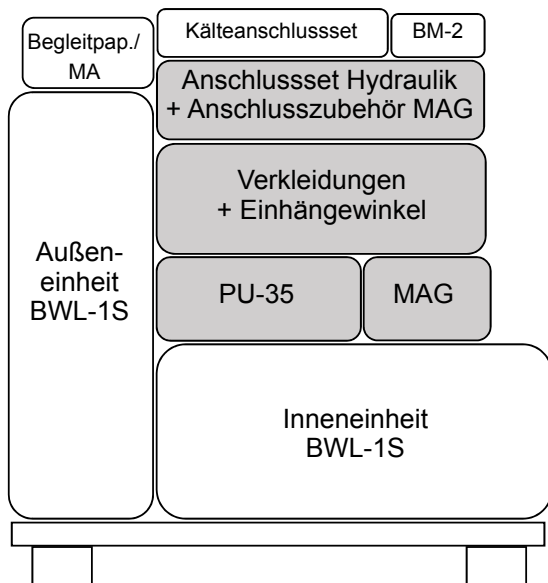 Begleitpap./
MA
Kälteanschlussset
BM-2
Anschlussset Hydraulik
+ Anschlusszubehör MAG
Verkleidungen
+ Einhängewinkel
Außen-
einheit
BWL-1S
PU-35
MAG
Inneneinheit
BWL-1S